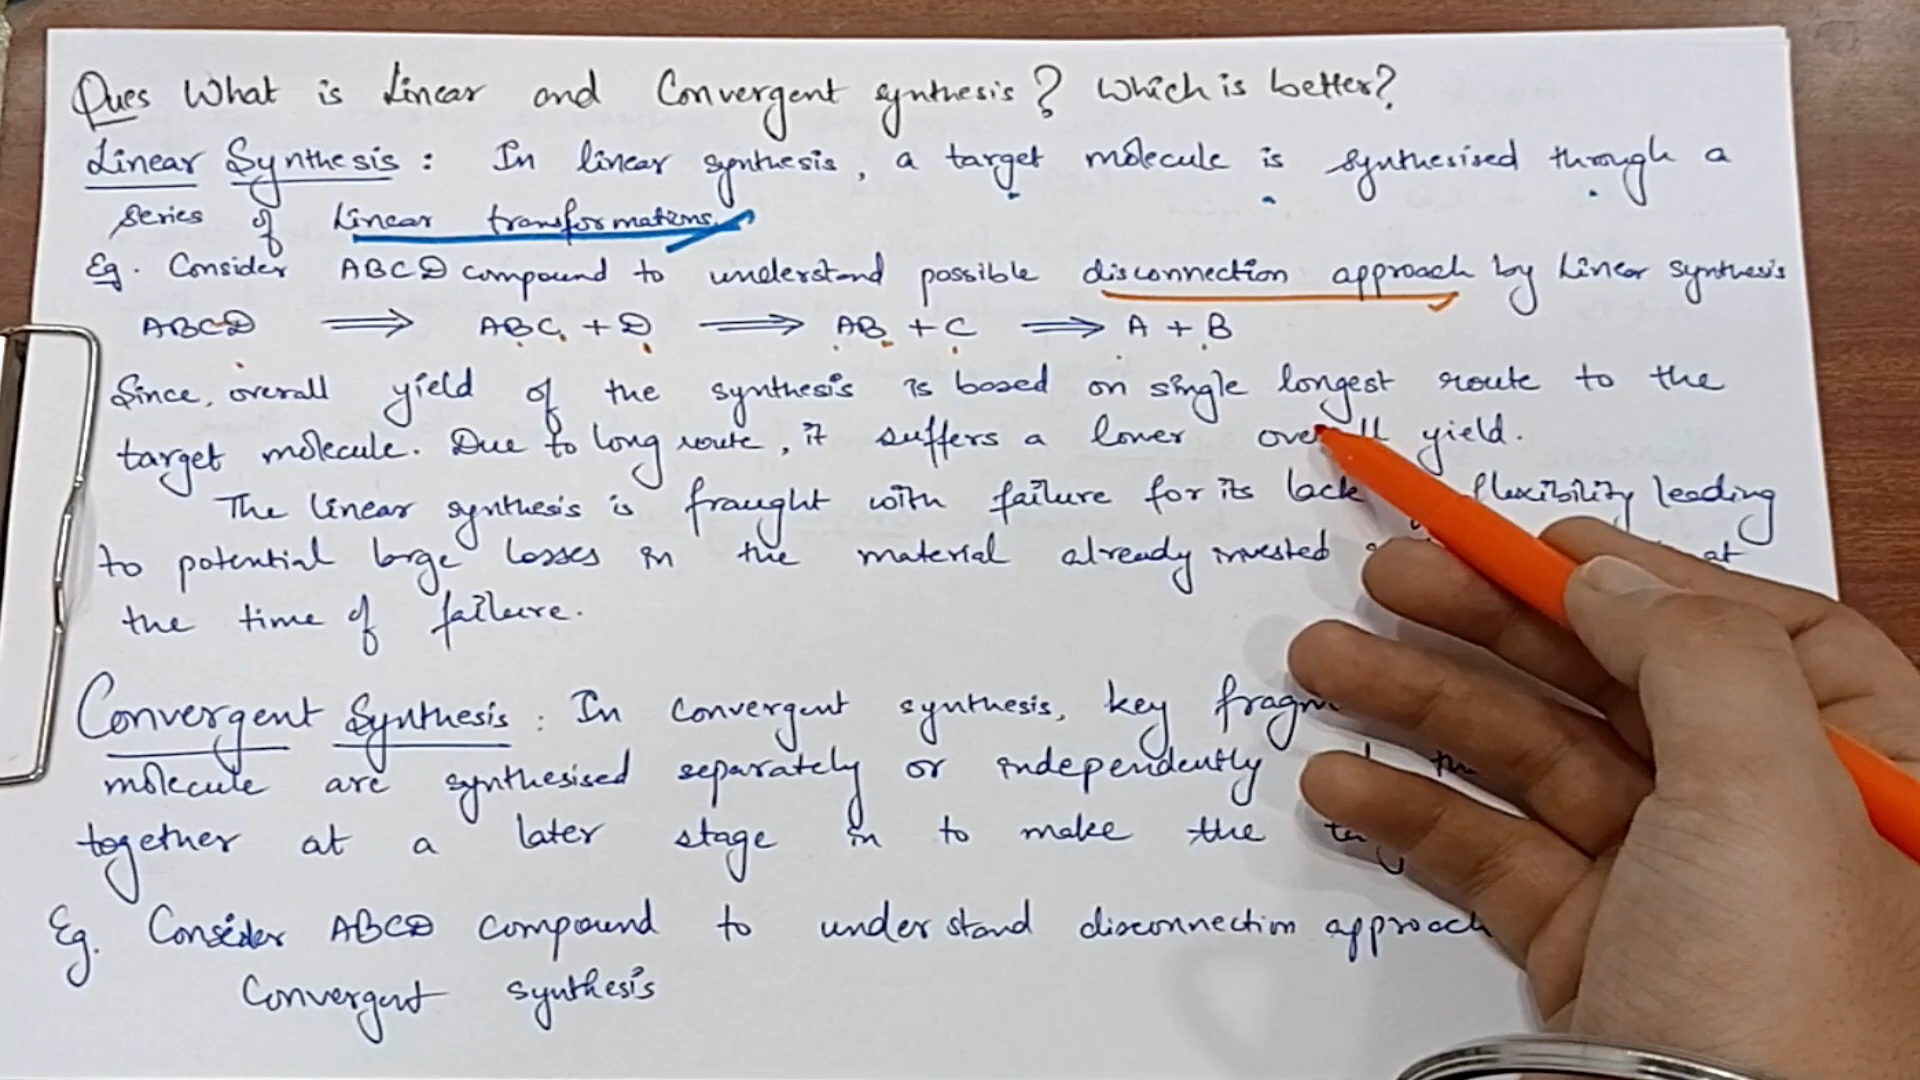 Ques What is Linear and Convergent synthesis? Which is better?
Linear Synthesis: In linear synthesis, a target molecule is synthesised through a
series of linear transformations.
Eg. Consider ABCD compound to understand possible disconnection approach by linear synthesis
ABCD ⟹ ABC + D ⟹ AB + C ⟹ A + B
Since, overall yield of the synthesis is based on single longest route to the
target molecule. Due to long route, it suffers a lower overall yield.
The linear synthesis is fraught with failure for its lack flexibility leading
to potential large losses in the material already invested at
the time of failure.
Convergent Synthesis: In convergent synthesis, key
molecule are synthesised separately or independently
together at a later stage in to make the
Eg. Consider ABCD compound to understand disconnection approach
Convergent synthesis